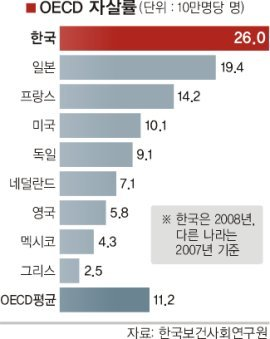 ■ OECD 자살률 (단위 : 10만명당 명)
한국 26.0
일본 19.4
프랑스 14.2
미국 10.1
독일 9.1
네덜란드 7.1
영국 5.8
멕시코 4.3
그리스 2.5
OECD평균 11.2
※ 한국은 2008년,
다른 나라는
2007년 기준
자료: 한국보건사회연구원